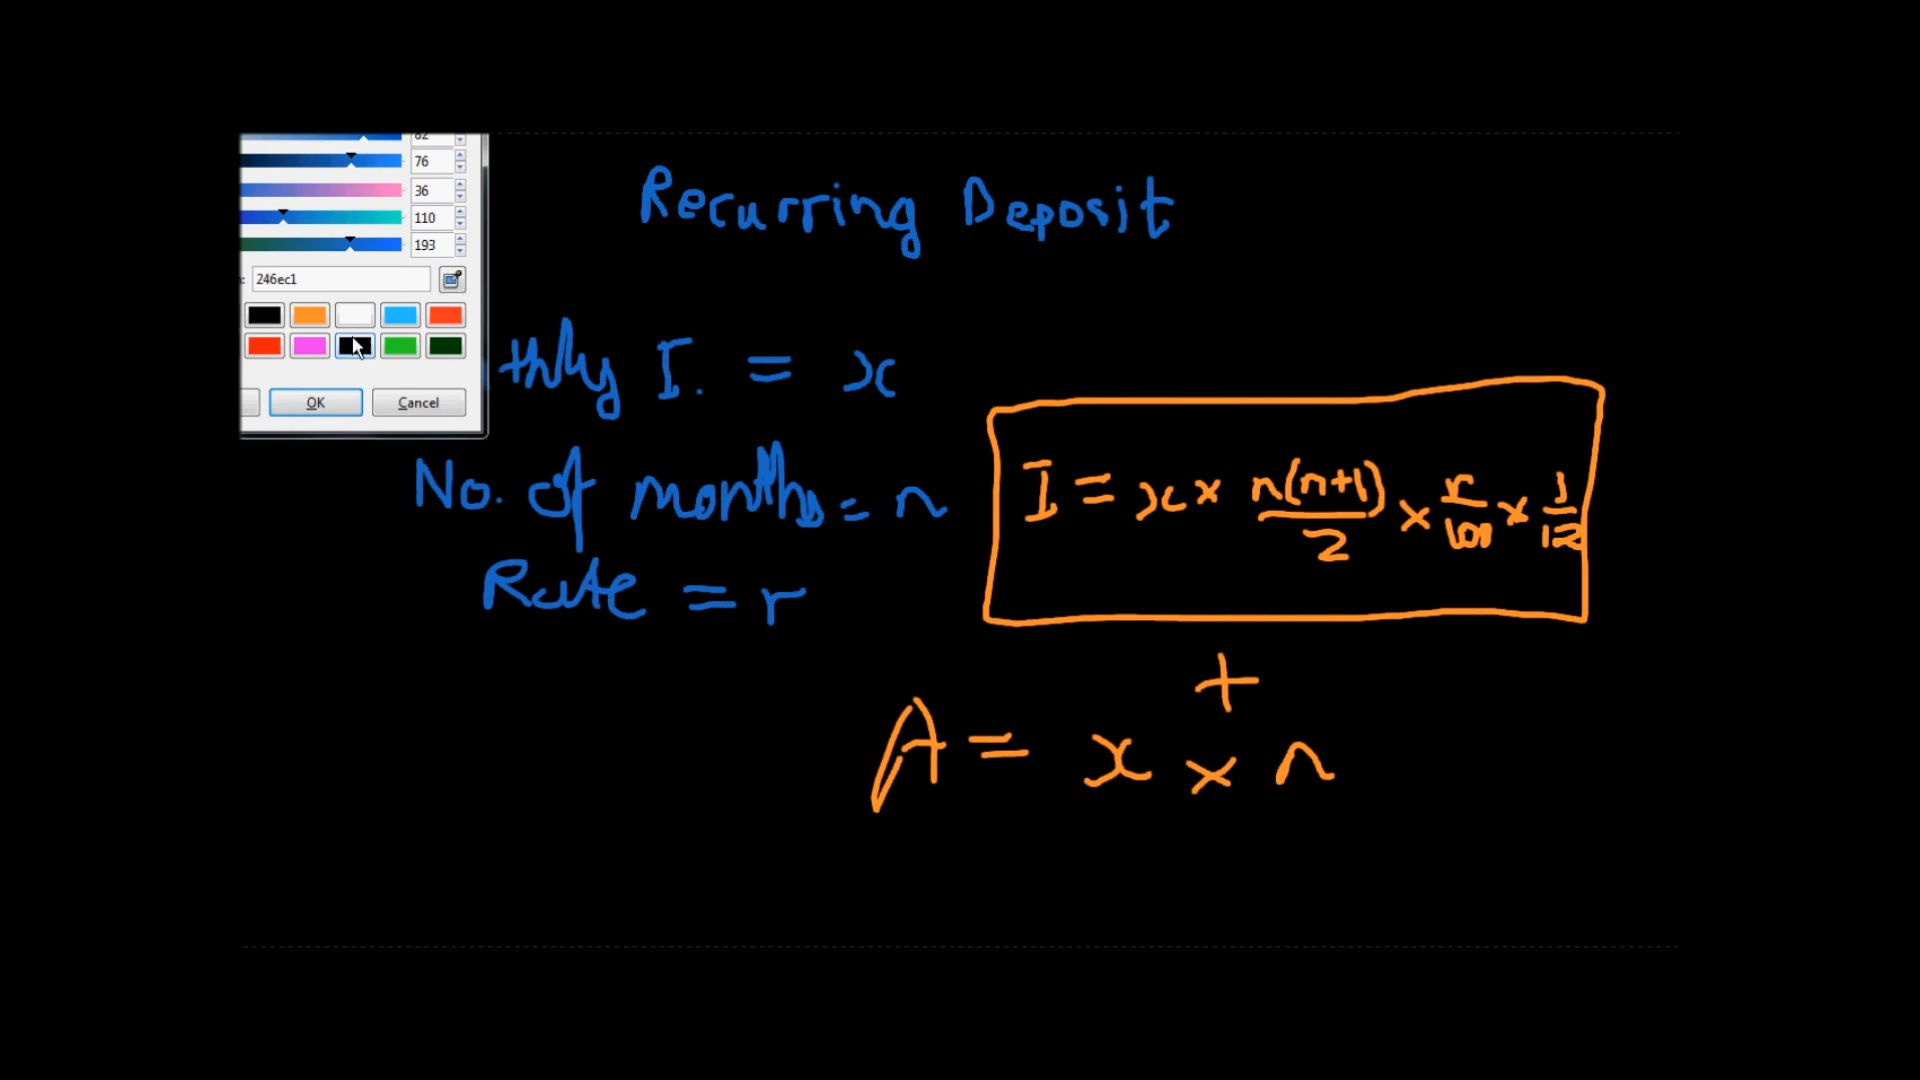 82
76
36
110
193
246ec1
OK Cancel
Recurring Deposit
thly I. = x
No. of months = n
Rate = r
I = x × n(n+1)/2 × r/100 × 1/12
+
A = x × n